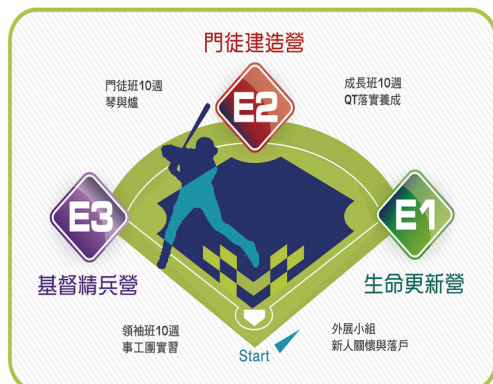 門徒建造營
門徒班10週
琴與爐
成長班10週
QT落實養成
E2
E3
E1
基督精兵營
生命更新營
領袖班10週
事工團實習
外展小組
新人關懷與落戶
Start